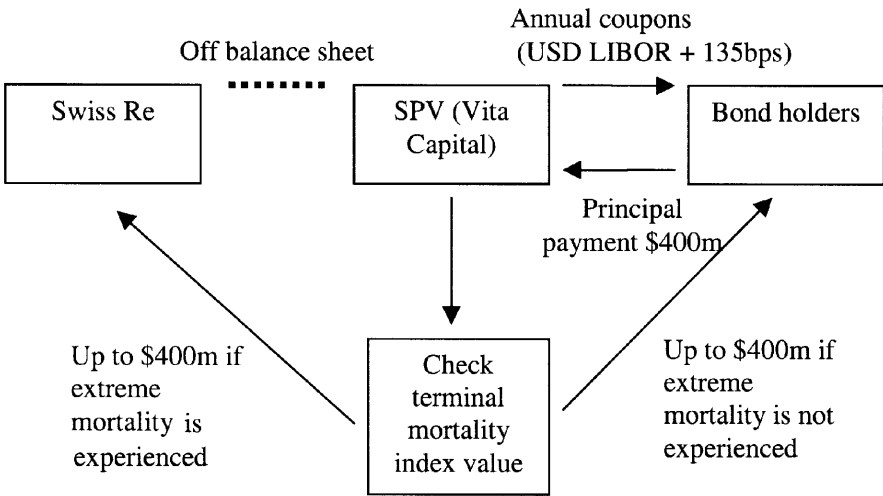 Annual coupons
(USD LIBOR + 135bps)
Off balance sheet
Swiss Re
SPV (Vita
Capital)
Bond holders
Principal
payment $400m
Up to $400m if
extreme
mortality is
experienced
Check
terminal
mortality
index value
Up to $400m if
extreme
mortality is not
experienced